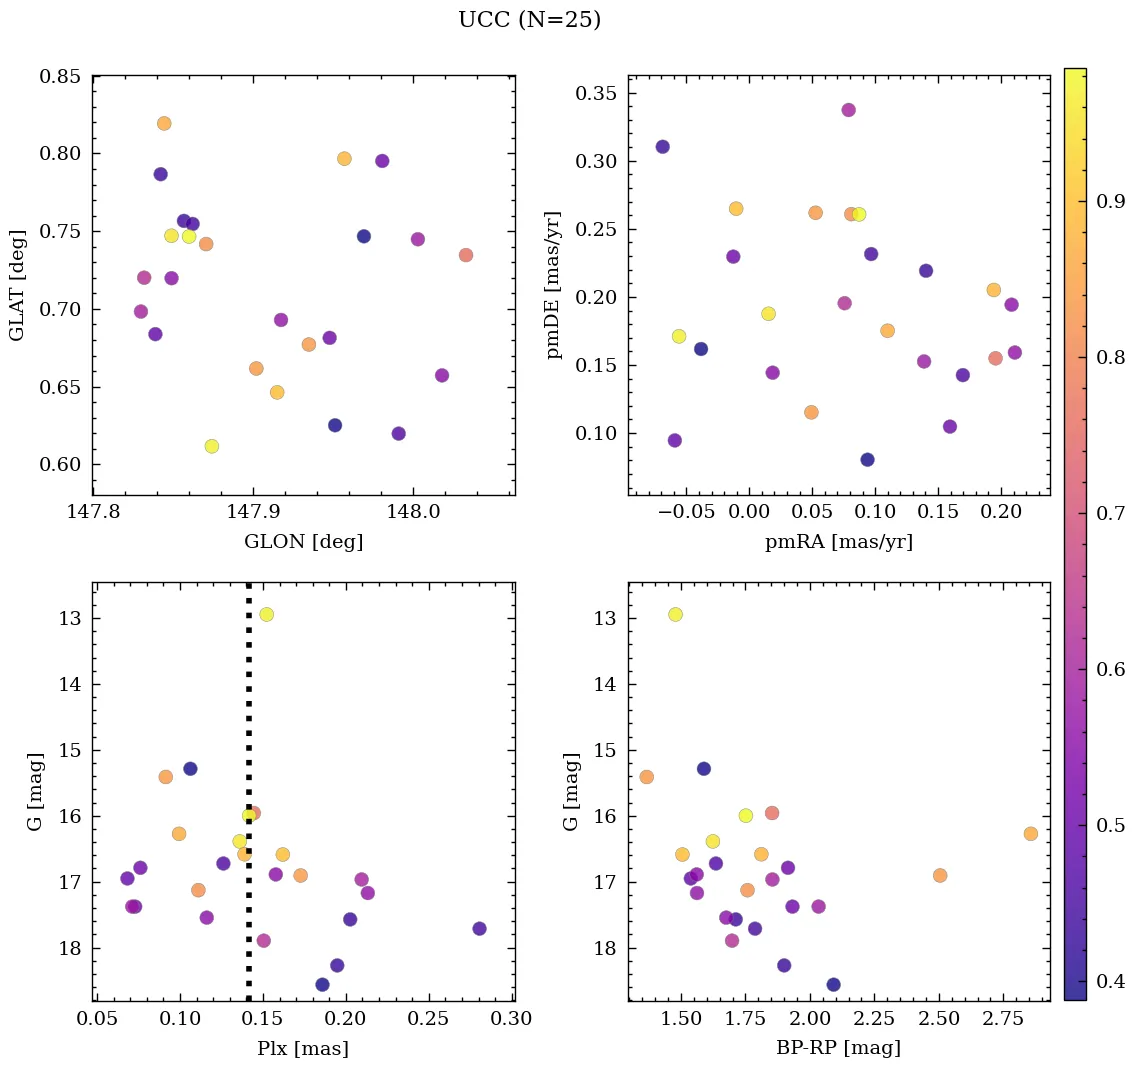 UCC (N=25)
0.85
0.80
0.75
0.70
0.65
0.60
GLAT [deg]
147.8 147.9 148.0
GLON [deg]
0.35
0.30
0.25
0.20
0.15
0.10
pmDE [mas/yr]
−0.05 0.00 0.05 0.10 0.15 0.20
pmRA [mas/yr]
13
14
15
16
17
18
G [mag]
0.05 0.10 0.15 0.20 0.25 0.30
Plx [mas]
13
14
15
16
17
18
G [mag]
1.50 1.75 2.00 2.25 2.50 2.75
BP-RP [mag]
0.9
0.8
0.7
0.6
0.5
0.4